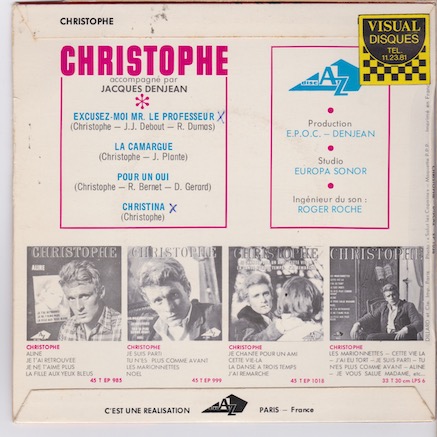 CHRISTOPHE
VISUAL
DISQUES
TEL.
11.23.81
CHRISTOPHE
accompagné par
JACQUES DENJEAN
EXCUSEZ-MOI MR. LE PROFESSEUR x
(Christophe — J.J. Debout — R. Dumas)
LA CAMARGUE
(Christophe — J. Plante)
POUR UN OUI
(Christophe — R. Bernet — D. Gerard)
CHRISTINA x
(Christophe)
AZ
Production
E.P.O.C. — DENJEAN
Studio
EUROPA SONOR
Ingénieur du son :
ROGER ROCHE
CHRISTOPHE
ALINE
CHRISTOPHE
CHRISTOPHE
CHRISTOPHE
CHRISTOPHE
ALINE
JE T'AI RETROUVÉE
JE NE T'AIME PLUS
LA FILLE AUX YEUX BLEUS
45 T EP 985
CHRISTOPHE
JE SUIS PARTI
TU N'ES PLUS COMME AVANT
LES MARIONNETTES
NOEL
45 T EP 999
CHRISTOPHE
JE CHANTE POUR UN AMI
CETTE VIE-LA
LA DANSE A TROIS TEMPS
J'AI REMARCHE
45 T EP 1018
CHRISTOPHE
LES MARIONNETTES — CETTE VIE-LA
— J'AI EU TORT — JE SUIS PARTI —
TU N'ES PLUS COMME AVANT — ALINE
— JE VOUS SALUE MADAME, etc...
33 T 30 cm LPS 6
C'EST UNE REALISATION
AZ
PARIS — France